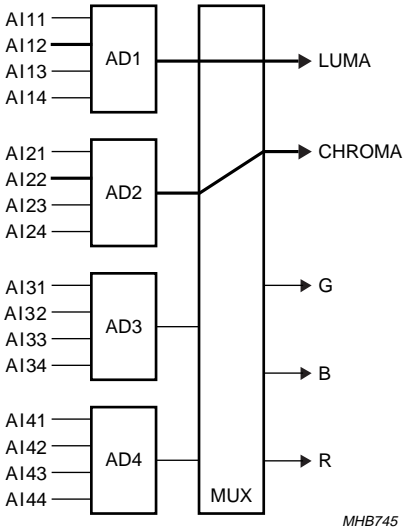 AI11
AI12
AI13
AI14
AD1
LUMA
AI21
AI22
AI23
AI24
AD2
CHROMA
AI31
AI32
AI33
AI34
AD3
G
B
AI41
AI42
AI43
AI44
AD4
R
MUX
MHB745